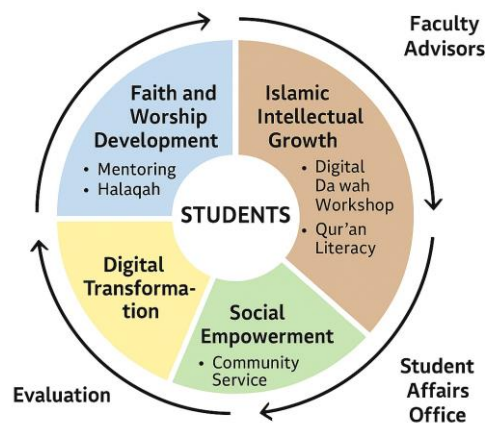 Faculty
Advisors
Faith and
Worship
Development
• Mentoring
• Halaqah
Islamic
Intellectual
Growth
• Digital
Da wah
Workshop
• Qur'an
Literacy
STUDENTS
Digital
Transforma-
tion
Social
Empowerment
• Community
Service
Evaluation
Student
Affairs
Office